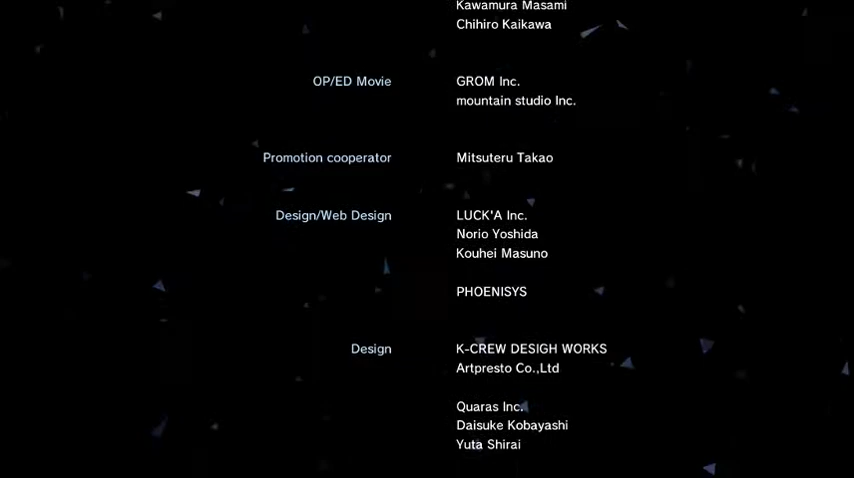 Kawamura Masami
Chihiro Kaikawa
OP/ED Movie GROM Inc.
mountain studio Inc.
Promotion cooperator Mitsuteru Takao
Design/Web Design LUCK'A Inc.
Norio Yoshida
Kouhei Masuno
PHOENISYS
Design K-CREW DESIGH WORKS
Artpresto Co.,Ltd
Quaras Inc.
Daisuke Kobayashi
Yuta Shirai